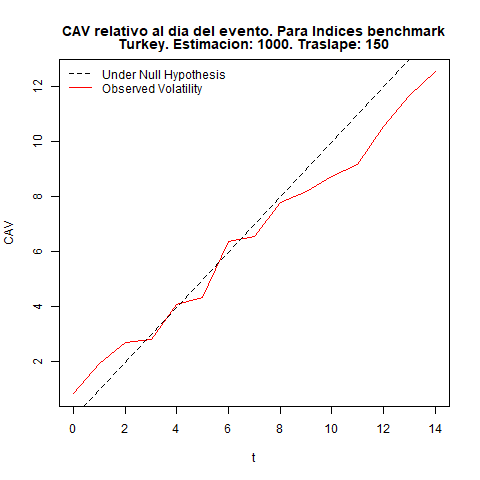 CAV relativo al dia del evento. Para Indices benchmark
Turkey. Estimacion: 1000. Traslape: 150
Under Null Hypothesis
Observed Volatility
12
10
8
6
4
2
CAV
0 2 4 6 8 10 12 14
t